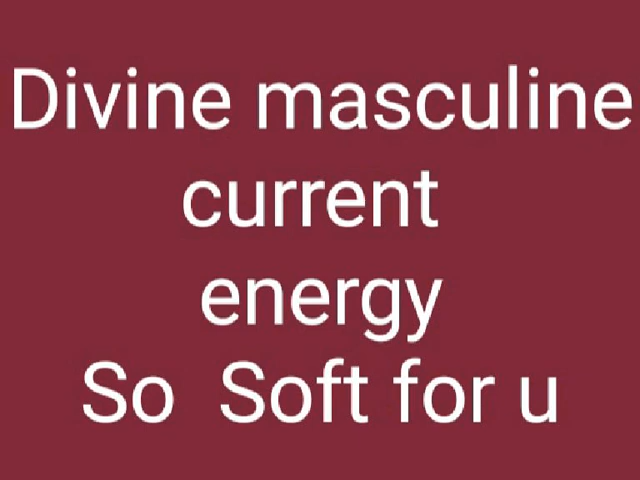 Divine masculine
current
energy
So  Soft for u